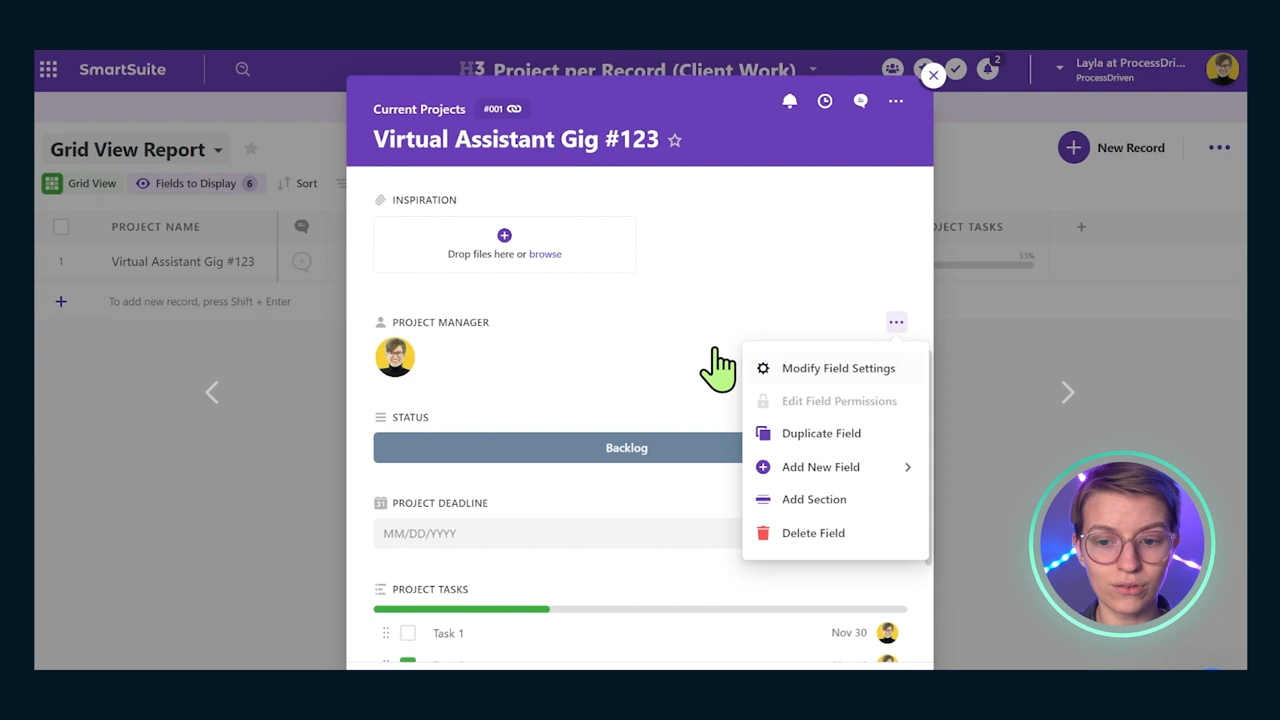 SmartSuite
H3 Project per Record (Client Work)
2
Layla at ProcessDri...
ProcessDriven
Current Projects
#001
Virtual Assistant Gig #123
Grid View Report
New Record
Grid View
Fields to Display 6
Sort
INSPIRATION
PROJECT NAME
PROJECT TASKS
Drop files here or browse
1
Virtual Assistant Gig #123
33%
To add new record, press Shift + Enter
PROJECT MANAGER
Modify Field Settings
Edit Field Permissions
STATUS
Duplicate Field
Backlog
Add New Field
Add Section
PROJECT DEADLINE
31
MM/DD/YYYY
Delete Field
PROJECT TASKS
Task 1
Nov 30